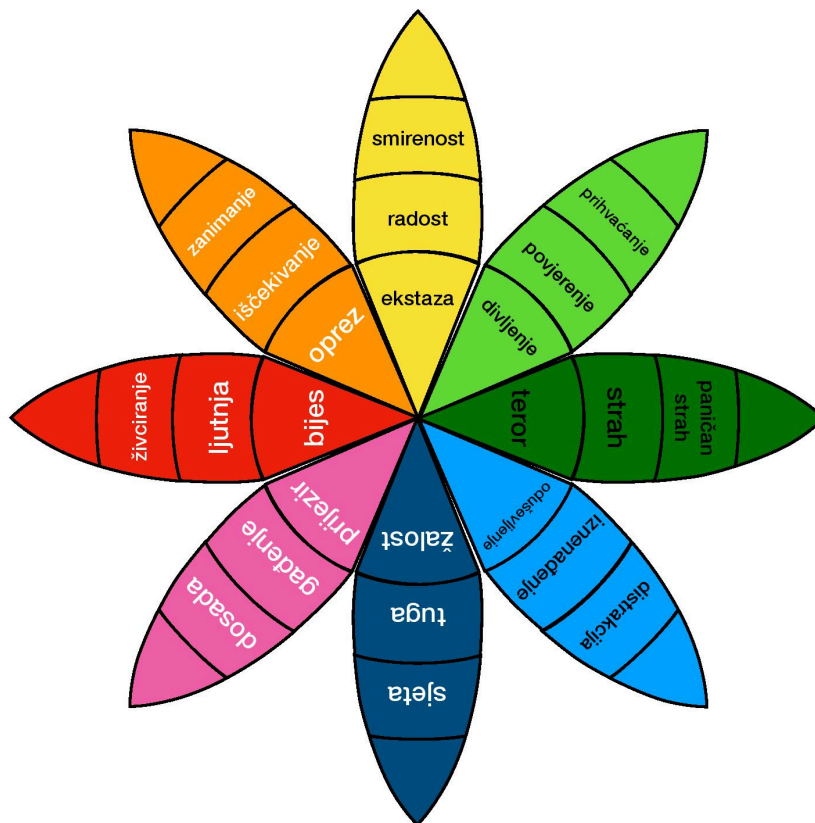 smirenost
radost
ekstaza
prihvaćanje
povjerenje
divljenje
teror
strah
paničan
strah
oduševljenje
iznenađenje
distrakcija
žalost
tuga
sjeta
prijezir
gađenje
dosada
bijes
ljutnja
živciranje
oprez
iščekivanje
zanimanje